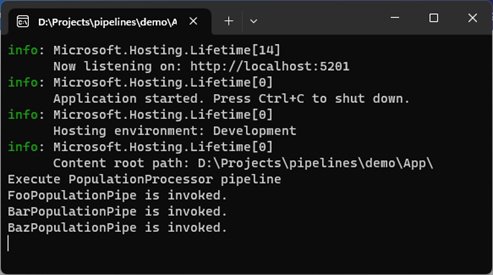 D:\Projects\pipelines\demo\A
info: Microsoft.Hosting.Lifetime[14]
Now listening on: http://localhost:5201
info: Microsoft.Hosting.Lifetime[0]
Application started. Press Ctrl+C to shut down.
info: Microsoft.Hosting.Lifetime[0]
Hosting environment: Development
info: Microsoft.Hosting.Lifetime[0]
Content root path: D:\Projects\pipelines\demo\App\
Execute PopulationProcessor pipeline
FooPopulationPipe is invoked.
BarPopulationPipe is invoked.
BazPopulationPipe is invoked.